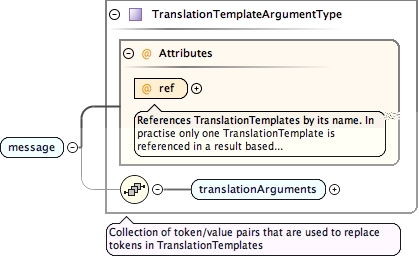 TranslationTemplateArgumentType
@ Attributes
@ ref
References TranslationTemplates by its name. In
practise only one TranslationTemplate is
referenced in a result based...
message
translationArguments
Collection of token/value pairs that are used to replace
tokens in TranslationTemplates